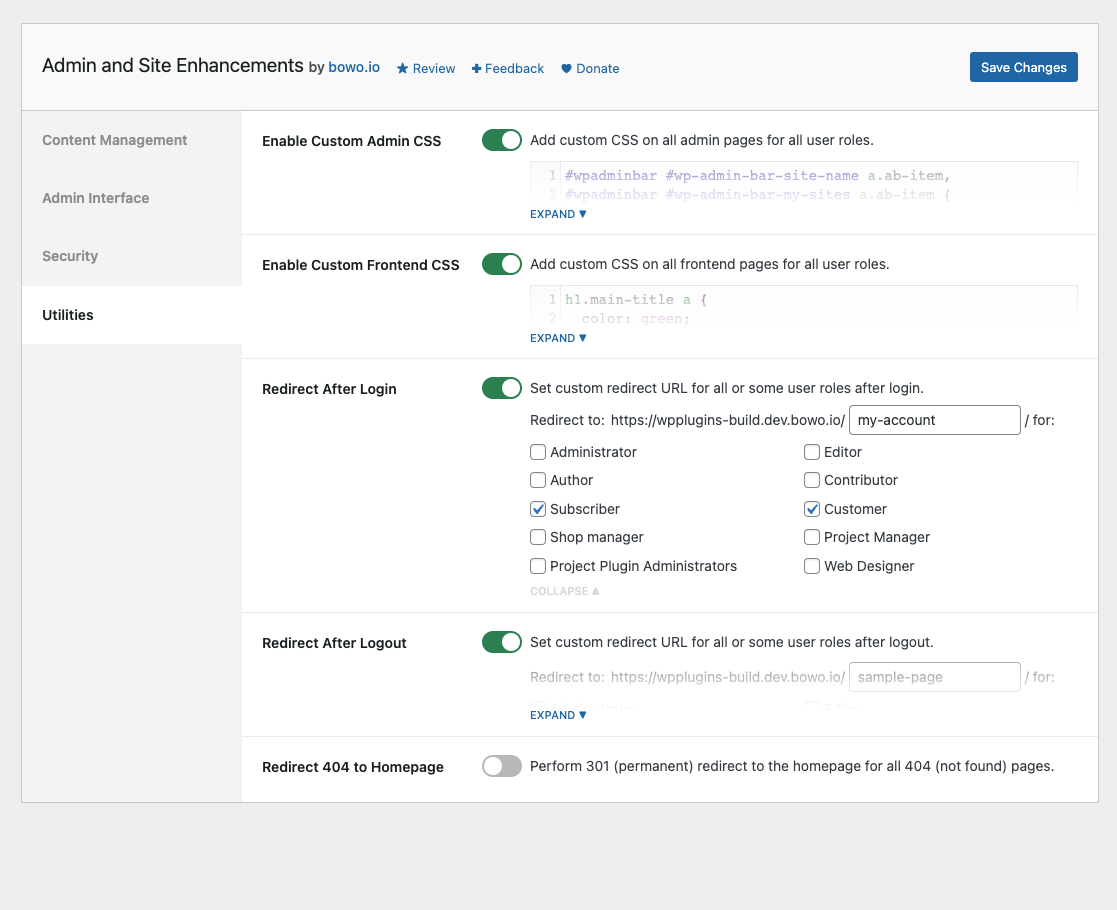 Admin and Site Enhancements by bowo.io Review Feedback Donate
Save Changes
Content Management
Admin Interface
Security
Utilities
Enable Custom Admin CSS
Add custom CSS on all admin pages for all user roles.
1 #wpadminbar #wp-admin-bar-site-name a.ab-item,
2 #wpadminbar #wp-admin-bar-my-sites a.ab-item {
EXPAND ▼
Enable Custom Frontend CSS
Add custom CSS on all frontend pages for all user roles.
1 h1.main-title a {
2 color: green;
EXPAND ▼
Redirect After Login
Set custom redirect URL for all or some user roles after login.
Redirect to: https://wpplugins-build.dev.bowo.io/ my-account / for:
Administrator Editor
Author Contributor
Subscriber Customer
Shop manager Project Manager
Project Plugin Administrators Web Designer
COLLAPSE ▲
Redirect After Logout
Set custom redirect URL for all or some user roles after logout.
Redirect to: https://wpplugins-build.dev.bowo.io/ sample-page / for:
Administrator Editor
EXPAND ▼
Redirect 404 to Homepage
Perform 301 (permanent) redirect to the homepage for all 404 (not found) pages.